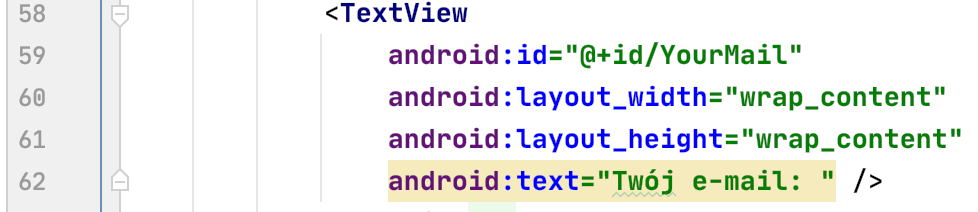 58 <TextView
59 android:id="@+id/YourMail"
60 android:layout_width="wrap_content"
61 android:layout_height="wrap_content"
62 android:text="Twój e-mail: " />